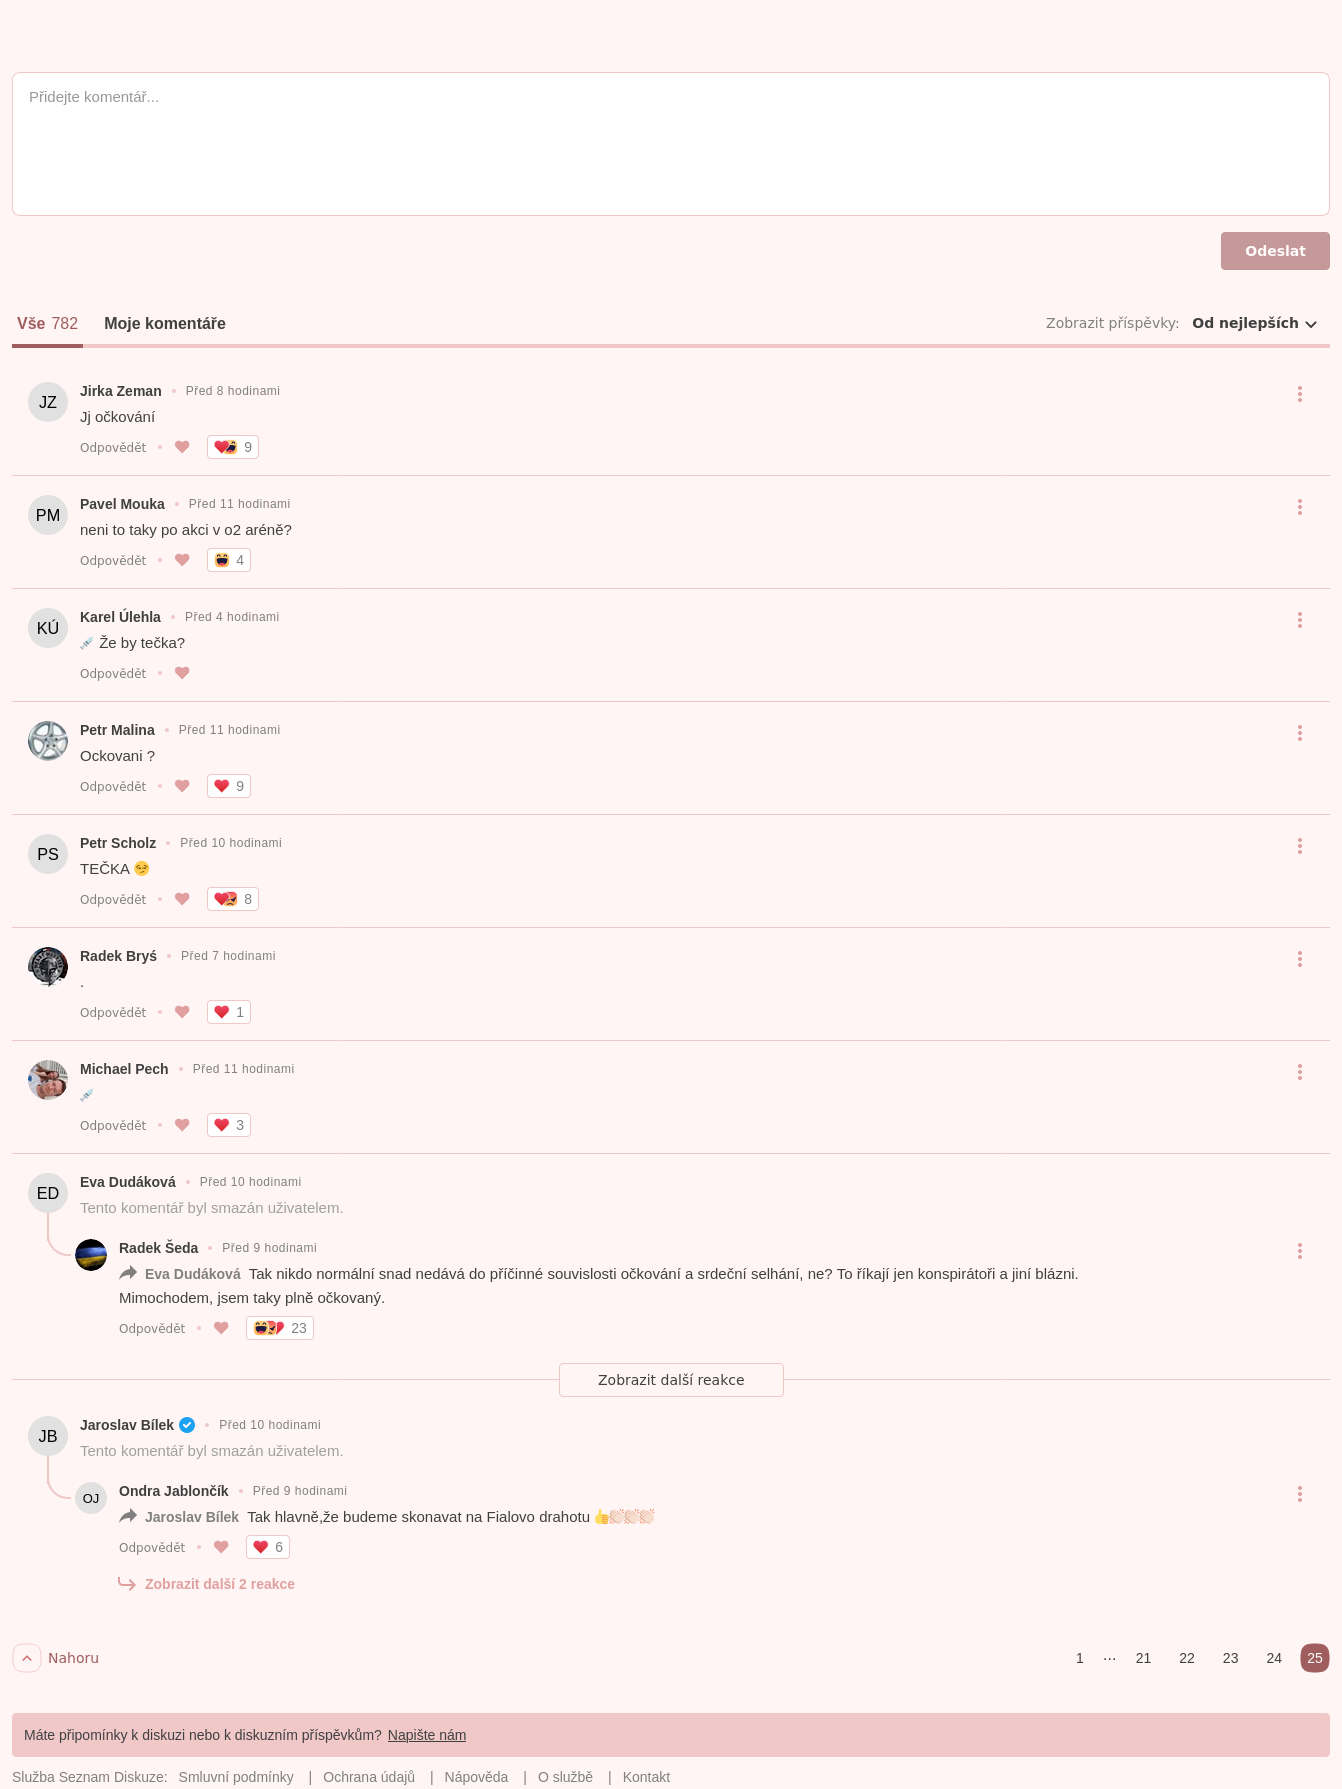 Přidejte komentář...
Odeslat
Vše 782 Moje komentáře Zobrazit příspěvky: Od nejlepších
JZ Jirka Zeman • Před 8 hodinami
Jj očkování
Odpovědět • 9
PM Pavel Mouka • Před 11 hodinami
neni to taky po akci v o2 aréně?
Odpovědět • 4
KÚ Karel Úlehla • Před 4 hodinami
💉 Že by tečka?
Odpovědět •
Petr Malina • Před 11 hodinami
Ockovani ?
Odpovědět • 9
PS Petr Scholz • Před 10 hodinami
TEČKA 😏
Odpovědět • 8
Radek Bryś • Před 7 hodinami
.
Odpovědět • 1
Michael Pech • Před 11 hodinami
💉
Odpovědět • 3
ED Eva Dudáková • Před 10 hodinami
Tento komentář byl smazán uživatelem.
Radek Šeda • Před 9 hodinami
Eva Dudáková Tak nikdo normální snad nedává do příčinné souvislosti očkování a srdeční selhání, ne? To říkají jen konspirátoři a jiní blázni.
Mimochodem, jsem taky plně očkovaný.
Odpovědět • 23
Zobrazit další reakce
JB Jaroslav Bílek • Před 10 hodinami
Tento komentář byl smazán uživatelem.
OJ Ondra Jablončík • Před 9 hodinami
Jaroslav Bílek Tak hlavně,že budeme skonavat na Fialovo drahotu 👍👏👏👏
Odpovědět • 6
Zobrazit další 2 reakce
Nahoru 1 ··· 21 22 23 24 25
Máte připomínky k diskuzi nebo k diskuzním příspěvkům? Napište nám
Služba Seznam Diskuze: Smluvní podmínky | Ochrana údajů | Nápověda | O službě | Kontakt